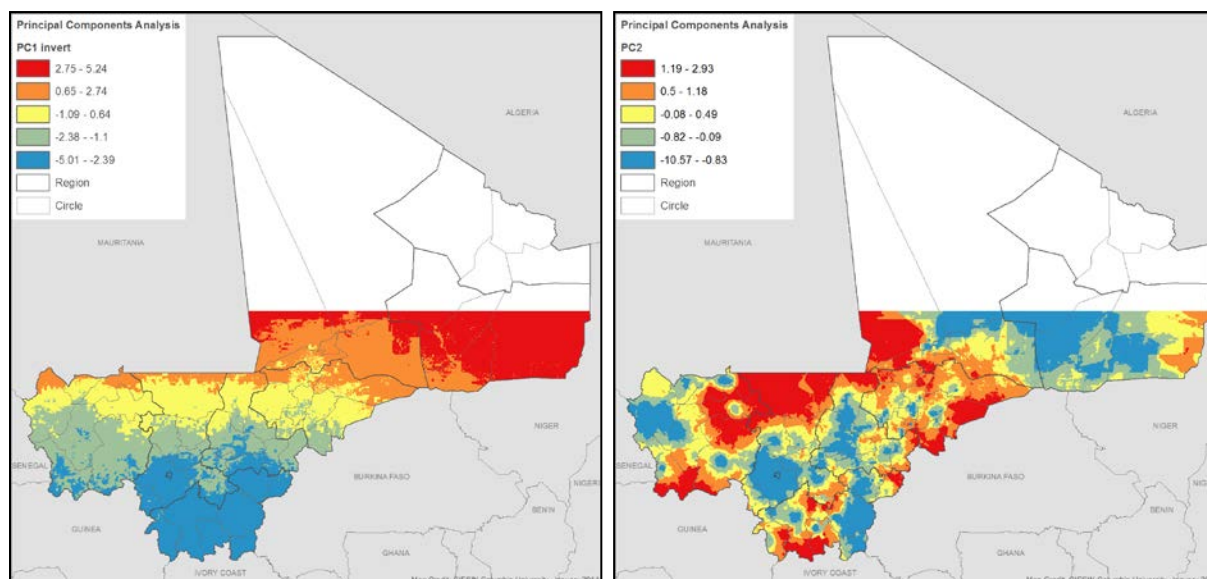 Principal Components Analysis
PC1 invert
2.75 - 5.24
0.65 - 2.74
-1.09 - 0.64
-2.38 - -1.1
-5.01 - -2.39
Region
Circle
ALGERIA
MAURITANIA
NIGER
SENEGAL
BURKINA FASO
GUINEA
BENIN
GHANA
IVORY COAST
Principal Components Analysis
PC2
1.19 - 2.93
0.5 - 1.18
-0.08 - 0.49
-0.82 - -0.09
-10.57 - -0.83
Region
Circle
ALGERIA
MAURITANIA
NIGER
SENEGAL
BURKINA FASO
GUINEA
BENIN
GHANA
IVORY COAST